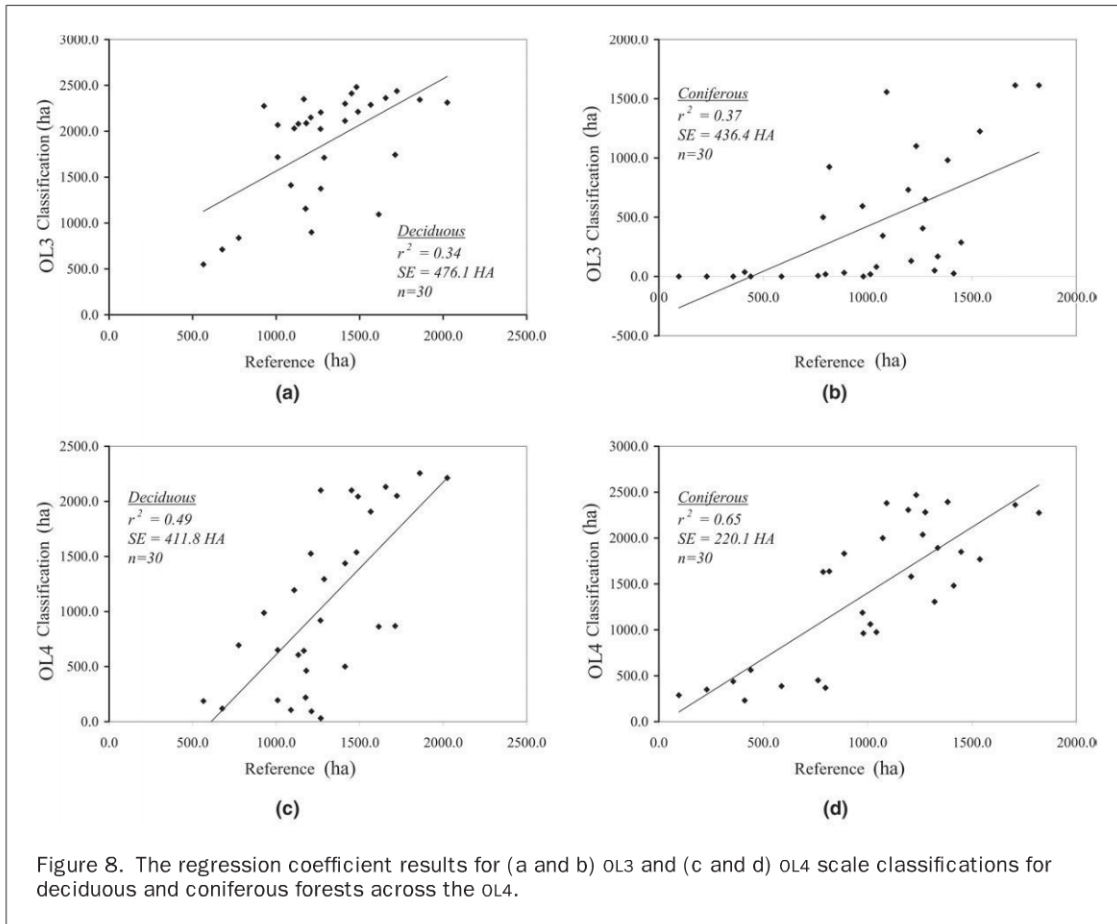 3000.0
2500.0
2000.0
1500.0
1000.0
500.0
0.0
OL3 Classification (ha)
Deciduous
r² = 0.34
SE = 476.1 HA
n=30
0.0 500.0 1000.0 1500.0 2000.0 2500.0
Reference (ha)
(a)
2000.0
1500.0
1000.0
500.0
0.0
-500.0
OL3 Classification (ha)
Coniferous
r² = 0.37
SE = 436.4 HA
n=30
0.0 500.0 1000.0 1500.0 2000.0
Reference (ha)
(b)
2500.0
2000.0
1500.0
1000.0
500.0
0.0
OL4 Classification (ha)
Deciduous
r² = 0.49
SE = 411.8 HA
n=30
0.0 500.0 1000.0 1500.0 2000.0 2500.0
Reference (ha)
(c)
3000.0
2500.0
2000.0
1500.0
1000.0
500.0
0.0
OL4 Classification (ha)
Coniferous
r² = 0.65
SE = 220.1 HA
n=30
0.0 500.0 1000.0 1500.0 2000.0
Reference (ha)
(d)
Figure 8. The regression coefficient results for (a and b) OL3 and (c and d) OL4 scale classifications for
deciduous and coniferous forests across the OL4.